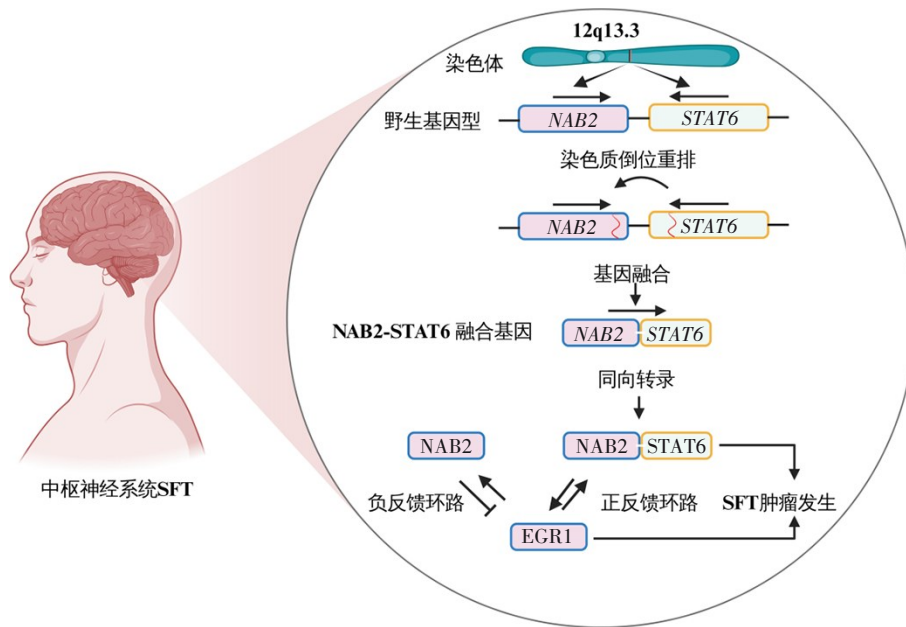 12q13.3
染色体
野生基因型
NAB2
STAT6
染色质倒位重排
NAB2
STAT6
基因融合
NAB2-STAT6 融合基因
NAB2
STAT6
同向转录
NAB2
NAB2
STAT6
负反馈环路
正反馈环路
SFT肿瘤发生
EGR1
中枢神经系统SFT